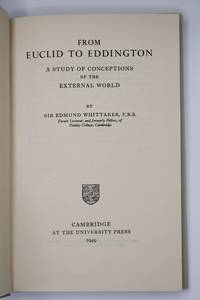 FROM
EUCLID TO EDDINGTON
A STUDY OF CONCEPTIONS
OF THE
EXTERNAL WORLD
BY
SIR EDMUND WHITTAKER, F.R.S.
Tarner Lecturer, and formerly Fellow, of
Trinity College, Cambridge
CAMBRIDGE
AT THE UNIVERSITY PRESS
1949